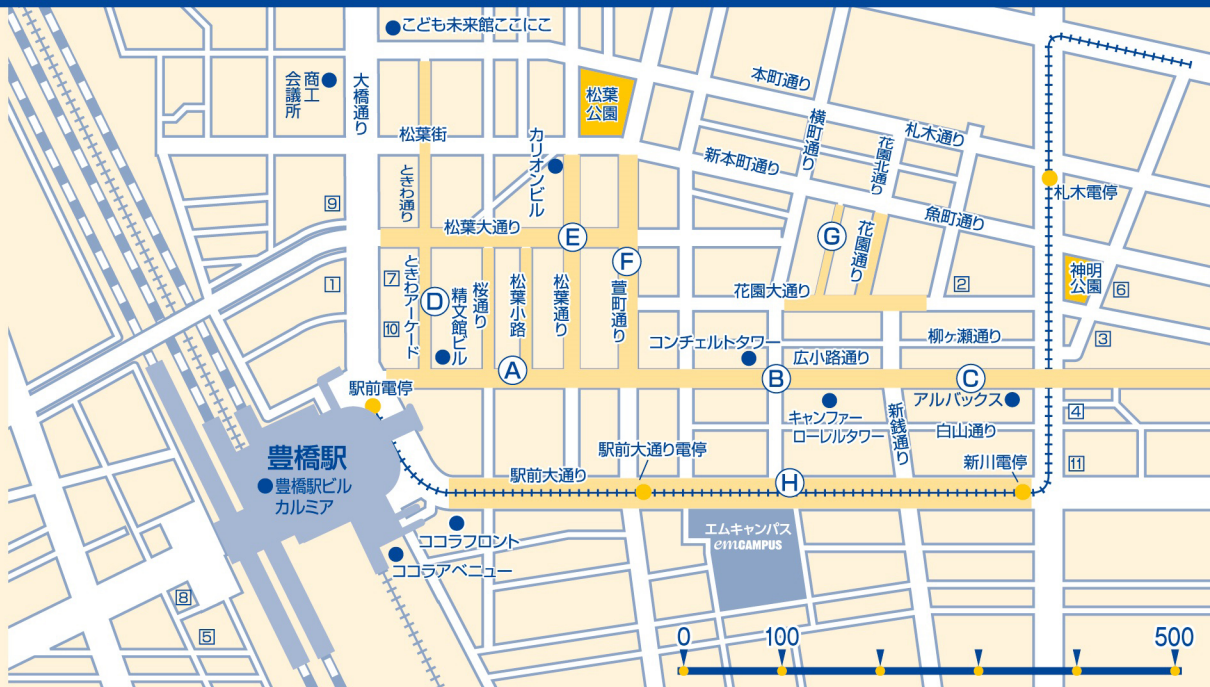 こども未来館ここにこ
商工
会議所
大橋通り
松葉
公園
本町通り
松葉街
カリオンビル
横町通り
札木通り
花園北通り
新本町通り
ときわ通り
札木電停
9
松葉大通り
E
G
花園通り
魚町通り
F
1
7
ときわアーケード
D
精文館ビル
桜通り
松葉小路
松葉通り
萱町通り
花園大通り
2
神明
公園
6
10
コンチェルトタワー
柳ヶ瀬通り
3
広小路通り
A
B
C
駅前電停
アルバックス
4
キャンファー
ローレルタワー
新銭通り
白山通り
豊橋駅
豊橋駅ビル
カルミア
駅前大通り
駅前大通り電停
H
新川電停
11
ココラフロント
ココラアベニュー
エムキャンパス
emCAMPUS
8
5
0
100
500